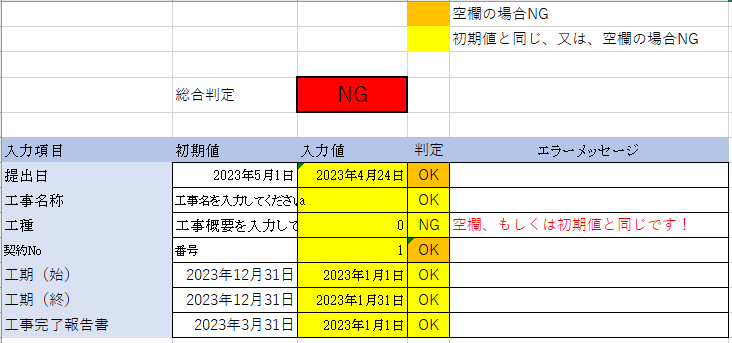 空欄の場合NG
初期値と同じ、又は、空欄の場合NG
総合判定 NG
入力項目 初期値 入力値 判定 エラーメッセージ
提出日 2023年5月1日 2023年4月24日 OK
工事名称 工事名を入力してください a OK
工種 工事概要を入力して 0 NG 空欄、もしくは初期値と同じです！
契約No 番号 1 OK
工期（始） 2023年12月31日 2023年1月1日 OK
工期（終） 2023年12月31日 2023年1月31日 OK
工事完了報告書 2023年3月31日 2023年1月1日 OK